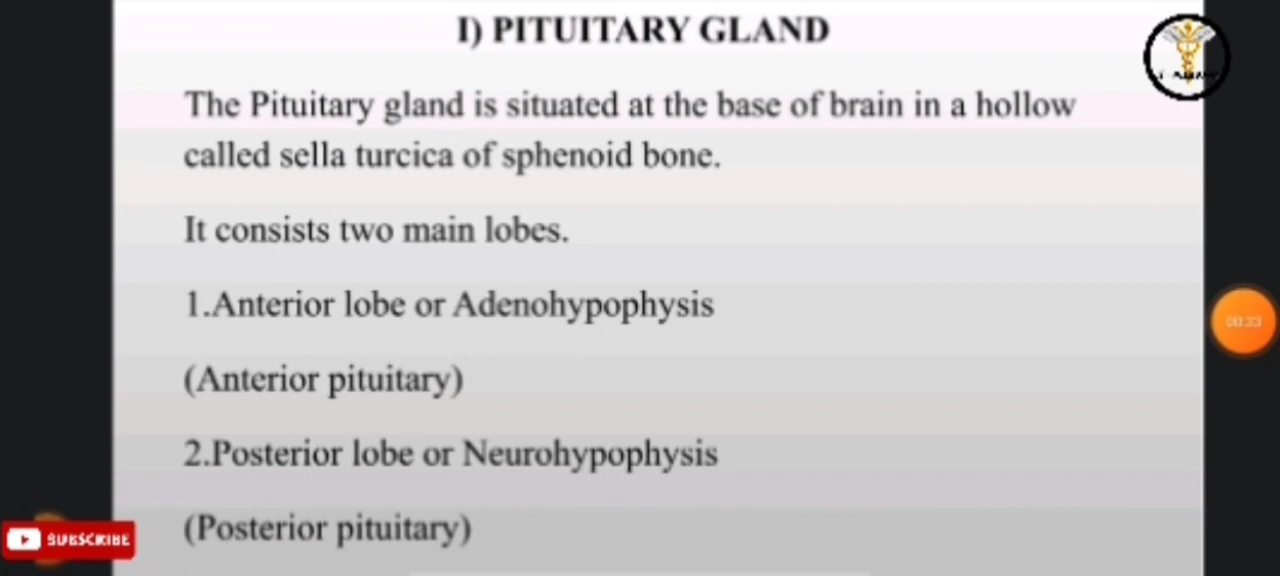 I) PITUITARY GLAND
The Pituitary gland is situated at the base of brain in a hollow
called sella turcica of sphenoid bone.
It consists two main lobes.
1.Anterior lobe or Adenohypophysis
(Anterior pituitary)
2.Posterior lobe or Neurohypophysis
(Posterior pituitary)
SUBSCRIBE
00:33